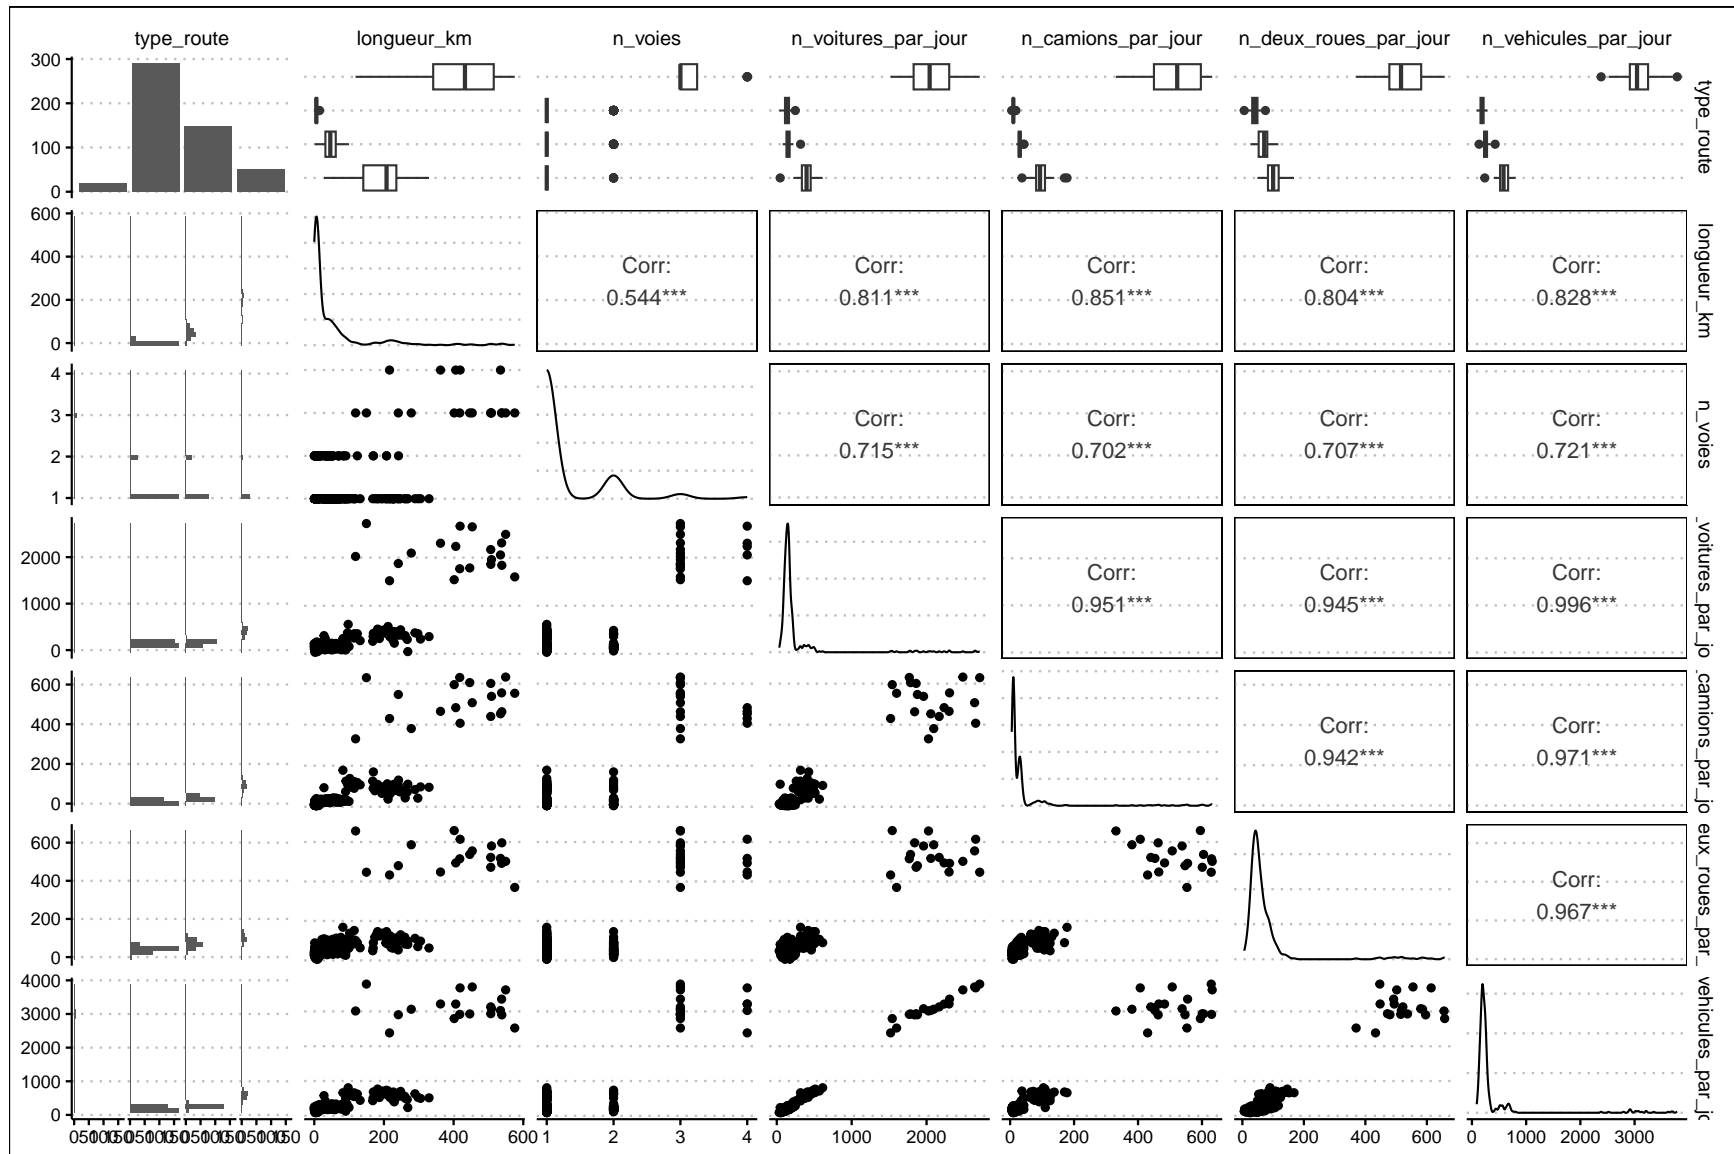 type_route longueur_km n_voies n_voitures_par_jour n_camions_par_jour n_deux_roues_par_jour n_vehicules_par_jour
300
200
100
0
type_route
600
400
200
0
Corr: 0.544*** Corr: 0.811*** Corr: 0.851*** Corr: 0.804*** Corr: 0.828***
longueur_km
4
3
2
1
Corr: 0.715*** Corr: 0.702*** Corr: 0.707*** Corr: 0.721***
n_voies
2000
1000
0
Corr: 0.951*** Corr: 0.945*** Corr: 0.996***
_voitures_par_jo
600
400
200
0
Corr: 0.942*** Corr: 0.971***
camions_par_jo
600
400
200
0
Corr: 0.967***
eux_roues_par_
4000
3000
2000
1000
0
vehicules_par_jo
0 200 400 600 1 2 3 4 0 1000 2000 0 200 400 600 0 200 400 600 0 1000 2000 3000